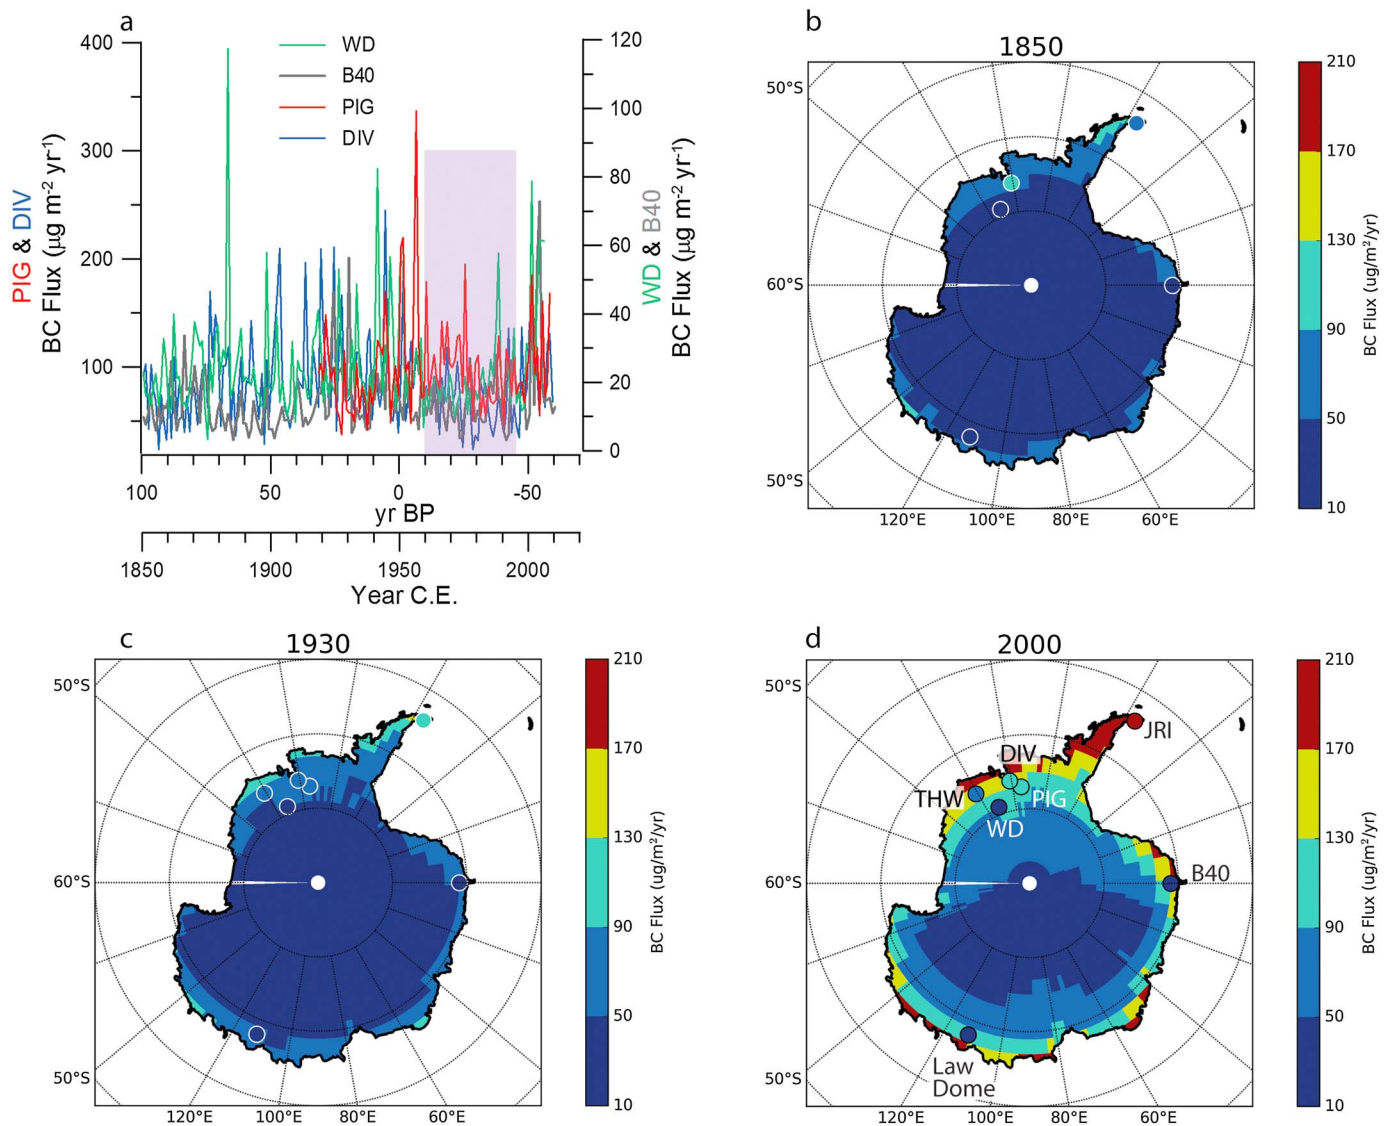 a
WD
B40
PIG
DIV
400
300
200
100
PIG & DIV
BC Flux (µg m⁻² yr⁻¹)
120
100
80
60
40
20
0
WD & B40
BC Flux (µg m⁻² yr⁻¹)
100
50
0
-50
yr BP
1850
1900
1950
2000
Year C.E.
b
1850
50°S
60°S
50°S
120°E
100°E
80°E
60°E
210
170
130
90
50
10
BC Flux (ug/m²/yr)
c
1930
50°S
60°S
50°S
120°E
100°E
80°E
60°E
210
170
130
90
50
10
BC Flux (ug/m²/yr)
d
2000
50°S
60°S
50°S
JRI
DIV
THW
PIG
WD
B40
Law
Dome
120°E
100°E
80°E
60°E
210
170
130
90
50
10
BC Flux (ug/m²/yr)